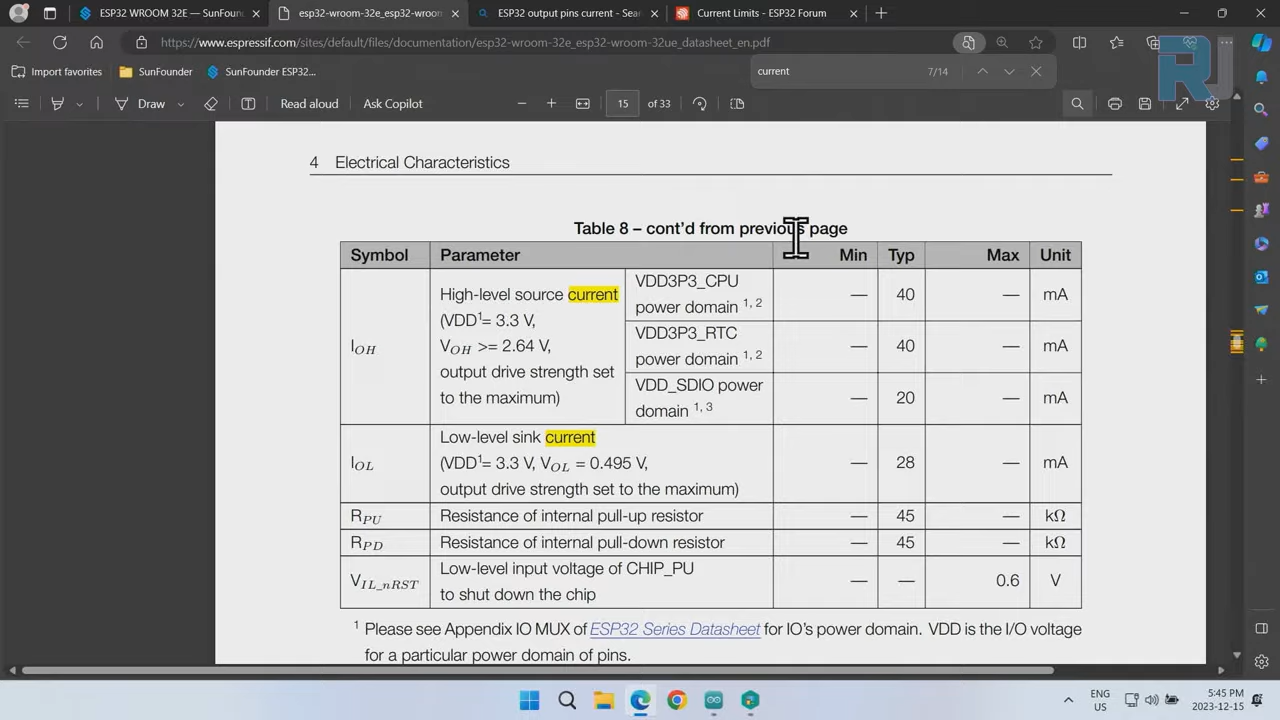 ESP32 WROOM 32E — SunFound
esp32-wroom-32e_esp32-wroom
ESP32 output pins current - Sear
Current Limits - ESP32 Forum
https://www.espressif.com/sites/default/files/documentation/esp32-wroom-32e_esp32-wroom-32ue_datasheet_en.pdf
RJ
Import favorites
SunFounder
SunFounder ESP32...
current
7/14
Draw
Read aloud
Ask Copilot
15
of 33
4 Electrical Characteristics
Table 8 – cont'd from previous page
Symbol Parameter Min Typ Max Unit
IOH
High-level source current
(VDD1= 3.3 V,
VOH >= 2.64 V,
output drive strength set
to the maximum)
VDD3P3_CPU
power domain 1, 2
— 40 — mA
VDD3P3_RTC
power domain 1, 2
— 40 — mA
VDD_SDIO power
domain 1, 3
— 20 — mA
IOL
Low-level sink current
(VDD1= 3.3 V, VOL = 0.495 V,
output drive strength set to the maximum)
— 28 — mA
RPU Resistance of internal pull-up resistor — 45 — kΩ
RPD Resistance of internal pull-down resistor — 45 — kΩ
VIL_nRST
Low-level input voltage of CHIP_PU
to shut down the chip
— — 0.6 V
1 Please see Appendix IO MUX of ESP32 Series Datasheet for IO's power domain. VDD is the I/O voltage
for a particular power domain of pins.
ENG
US
5:45 PM
2023-12-15